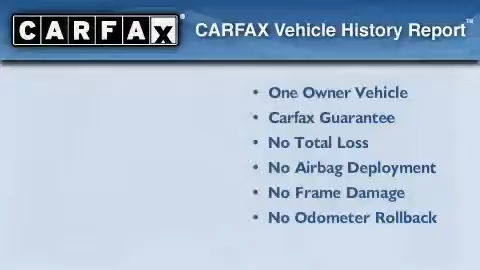 CARFAX® CARFAX Vehicle History Report™
• One Owner Vehicle
• Carfax Guarantee
• No Total Loss
• No Airbag Deployment
• No Frame Damage
• No Odometer Rollback